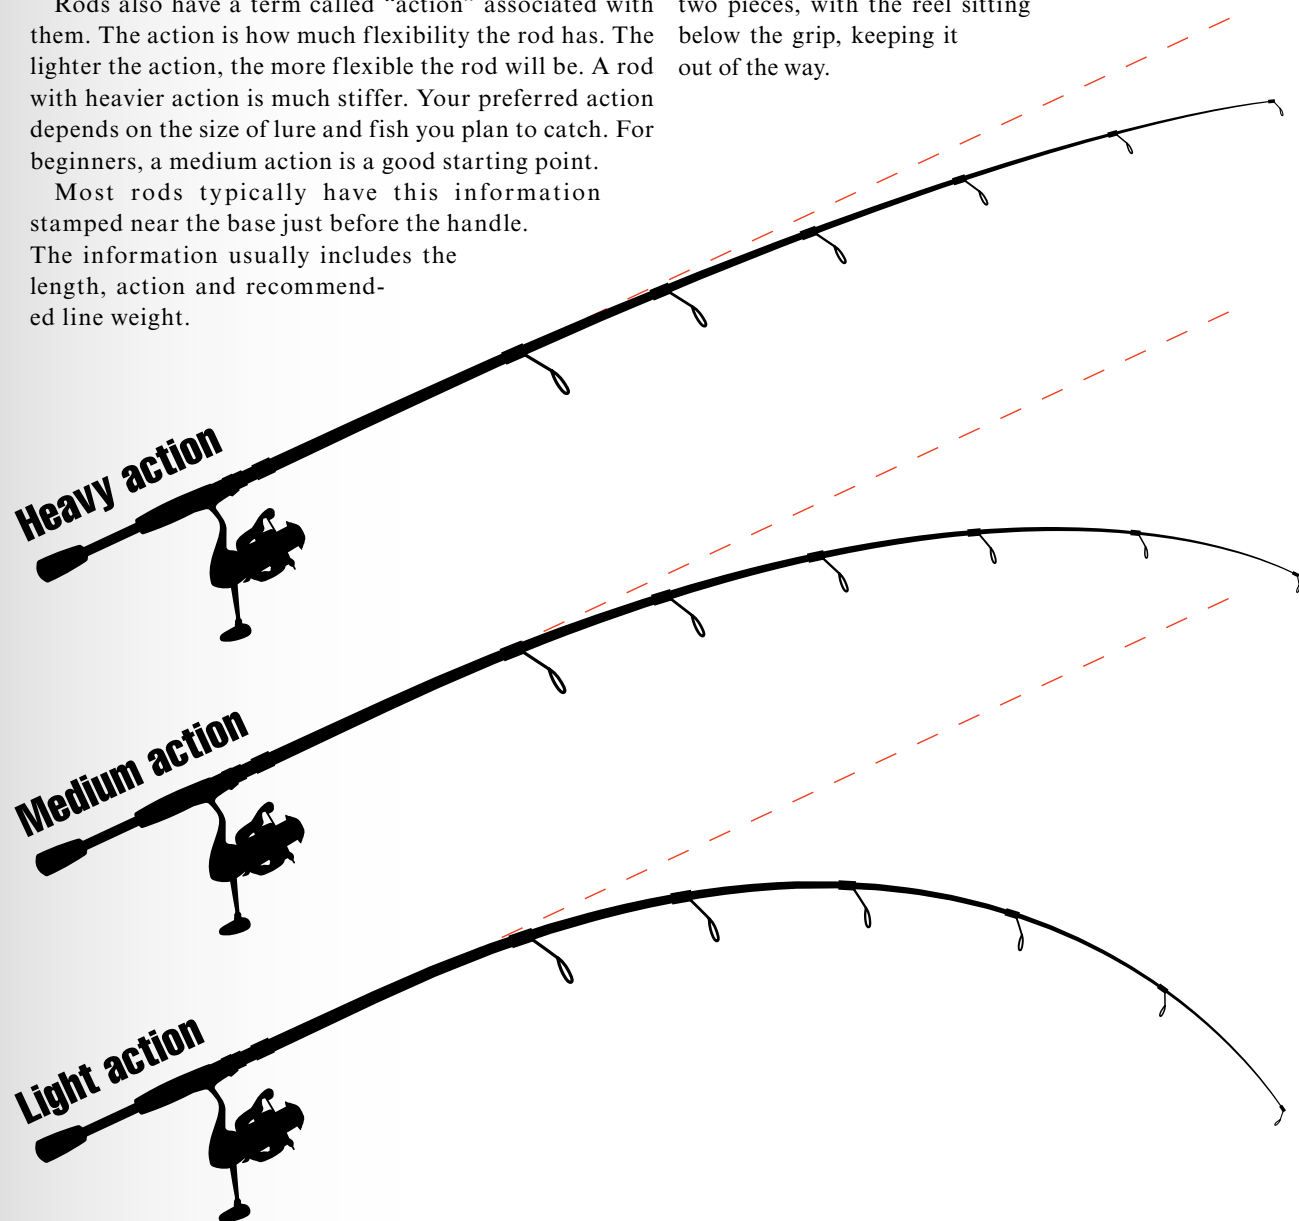 Rods also have a term called “action” associated with
them. The action is how much flexibility the rod has. The
lighter the action, the more flexible the rod will be. A rod
with heavier action is much stiffer. Your preferred action
depends on the size of lure and fish you plan to catch. For
beginners, a medium action is a good starting point.
Most rods typically have this information
stamped near the base just before the handle.
The information usually includes the
length, action and recommend-
ed line weight.
two pieces, with the reel sitting
below the grip, keeping it
out of the way.
Heavy action
Medium action
Light action